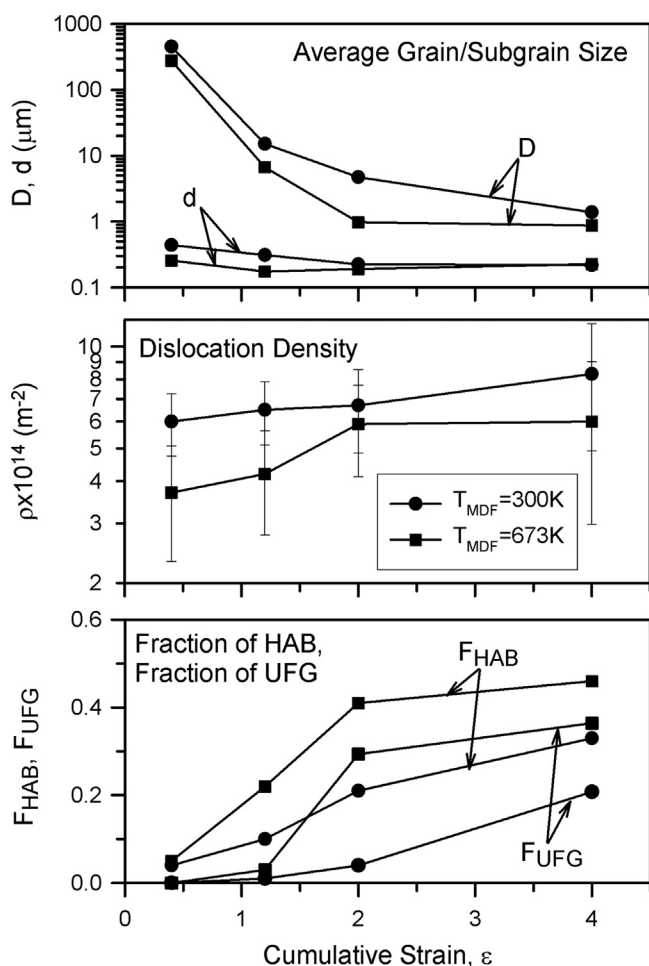 1000
Average Grain/Subgrain Size
100
D, d (μm)
10
D
d
1
0.1
10
9
8
7
6
5
4
3
2
Dislocation Density
ρx10¹⁴ (m⁻²)
T_MDF=300K
T_MDF=673K
0.6
Fraction of HAB,
Fraction of UFG
F_HAB
0.4
F_HAB, F_UFG
0.2
F_UFG
0.0
0 1 2 3 4
Cumulative Strain, ε